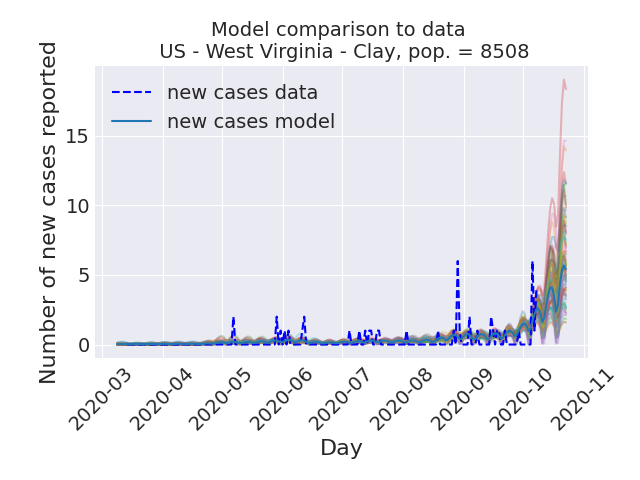 Model comparison to data
US - West Virginia - Clay, pop. = 8508
Number of new cases reported
new cases data
new cases model
15
10
5
0
2020-03
2020-04
2020-05
2020-06
2020-07
2020-08
2020-09
2020-10
2020-11
Day